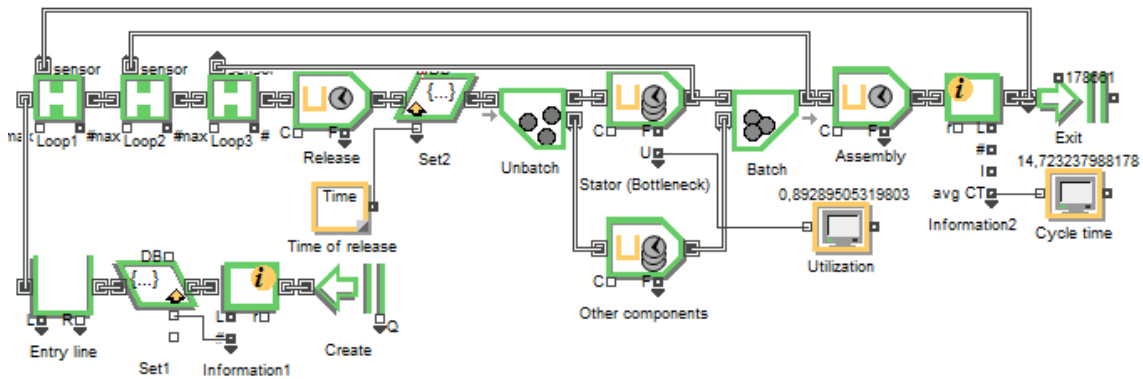 sensor
sensor
sensor
178661
max
Loop1
#max
Loop2
#max
Loop3
#
C
F
Release
{...}
Set2
Unbatch
C
F
U
Stator (Bottleneck)
Batch
C
F
Assembly
i
r
L
#
I
avg CT
Information2
Exit
14,723237988178
Cycle time
Time
Time of release
0,89289505319803
Utilization
C
F
Other components
L
R
Entry line
DB
{...}
Set1
i
L
r
#
Information1
Q
Create